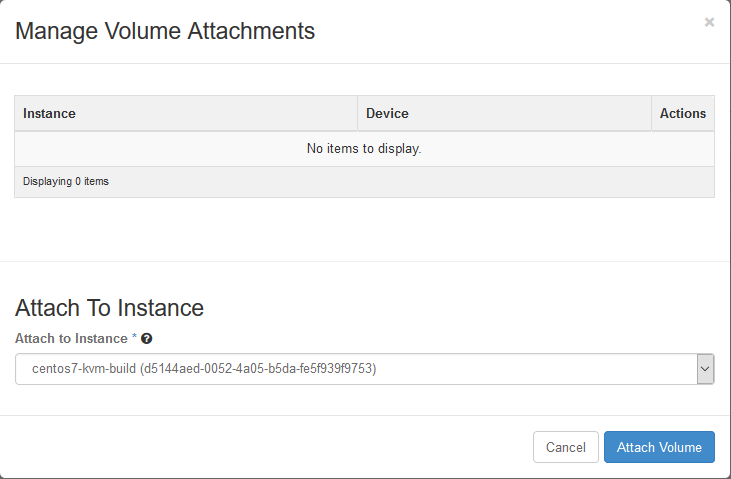 Manage Volume Attachments
×
Instance Device Actions
No items to display.
Displaying 0 items
Attach To Instance
Attach to Instance *
centos7-kvm-build (d5144aed-0052-4a05-b5da-fe5f939f9753)
Cancel Attach Volume